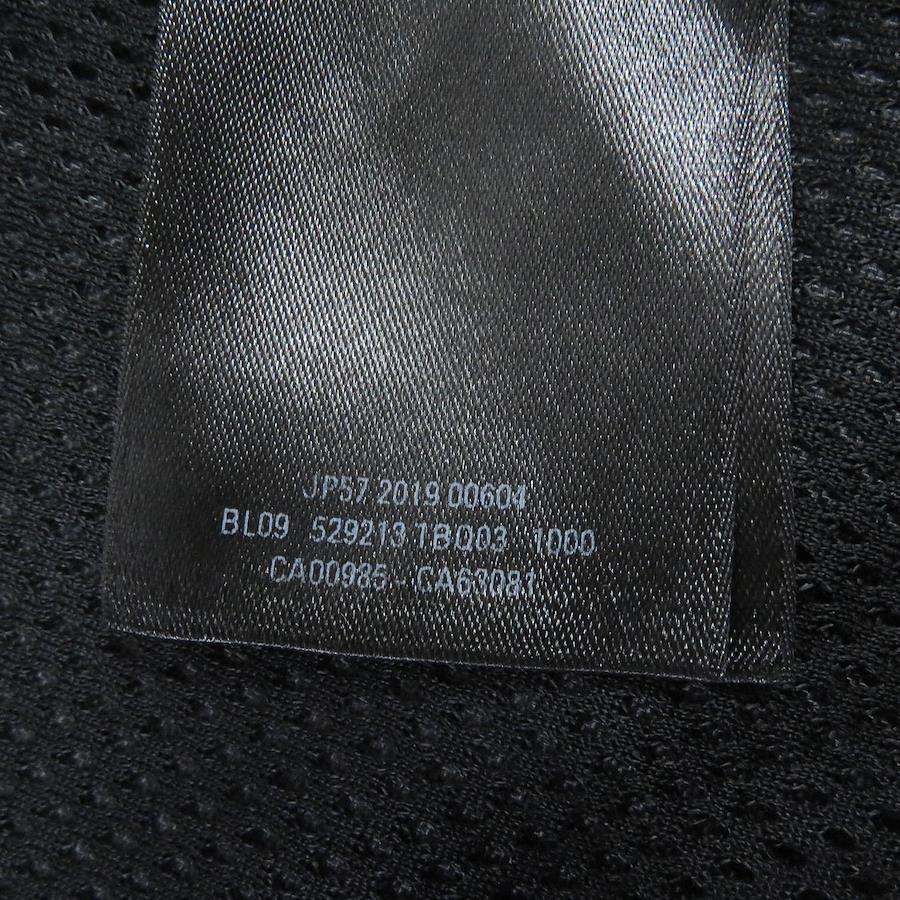 JP57 2019 00604
BL09 529213 1BQ03 1000
CA00985 - CA63081